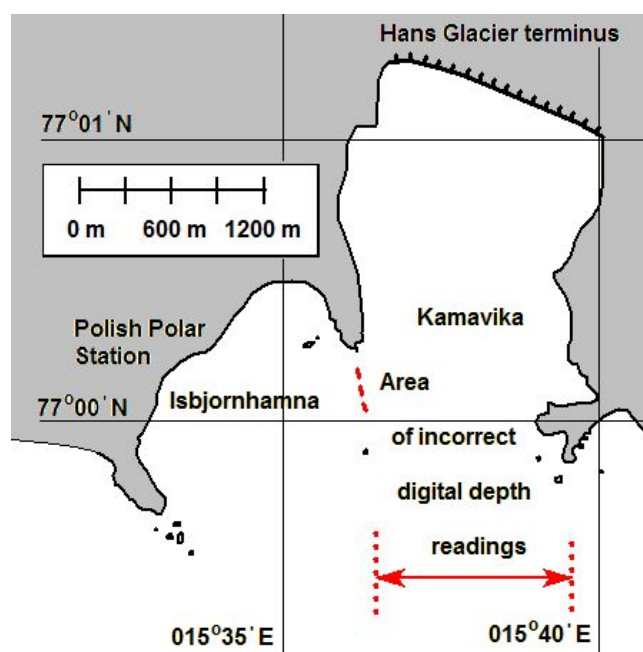 Hans Glacier terminus
77°01' N
0 m 600 m 1200 m
Kamavika
Polish Polar
Station
Area
Isbjornhamna
77°00' N
of incorrect
digital depth
readings
015°35' E
015°40' E